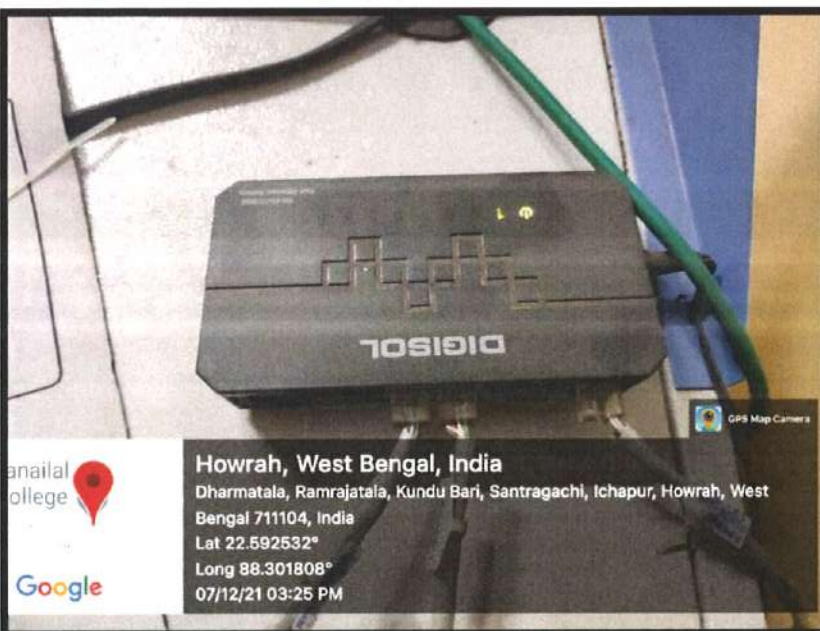 1
DIGISOL
GPS Map Camera
anailal
ollege
Google
Howrah, West Bengal, India
Dharmatala, Ramrajatala, Kundu Bari, Santragachi, Ichapur, Howrah, West
Bengal 711104, India
Lat 22.592532°
Long 88.301808°
07/12/21 03:25 PM